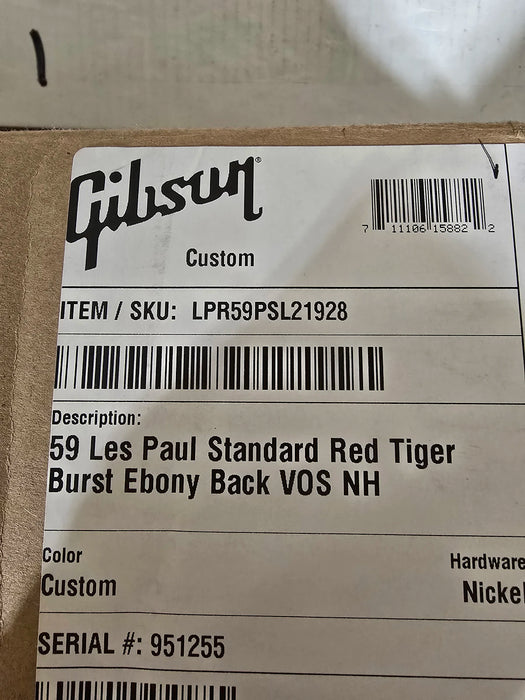 Gibson®
7 11106 15882 2
Custom
ITEM / SKU: LPR59PSL21928
Description:
59 Les Paul Standard Red Tiger
Burst Ebony Back VOS NH
Color
Hardware
Custom
Nickel
SERIAL #: 951255